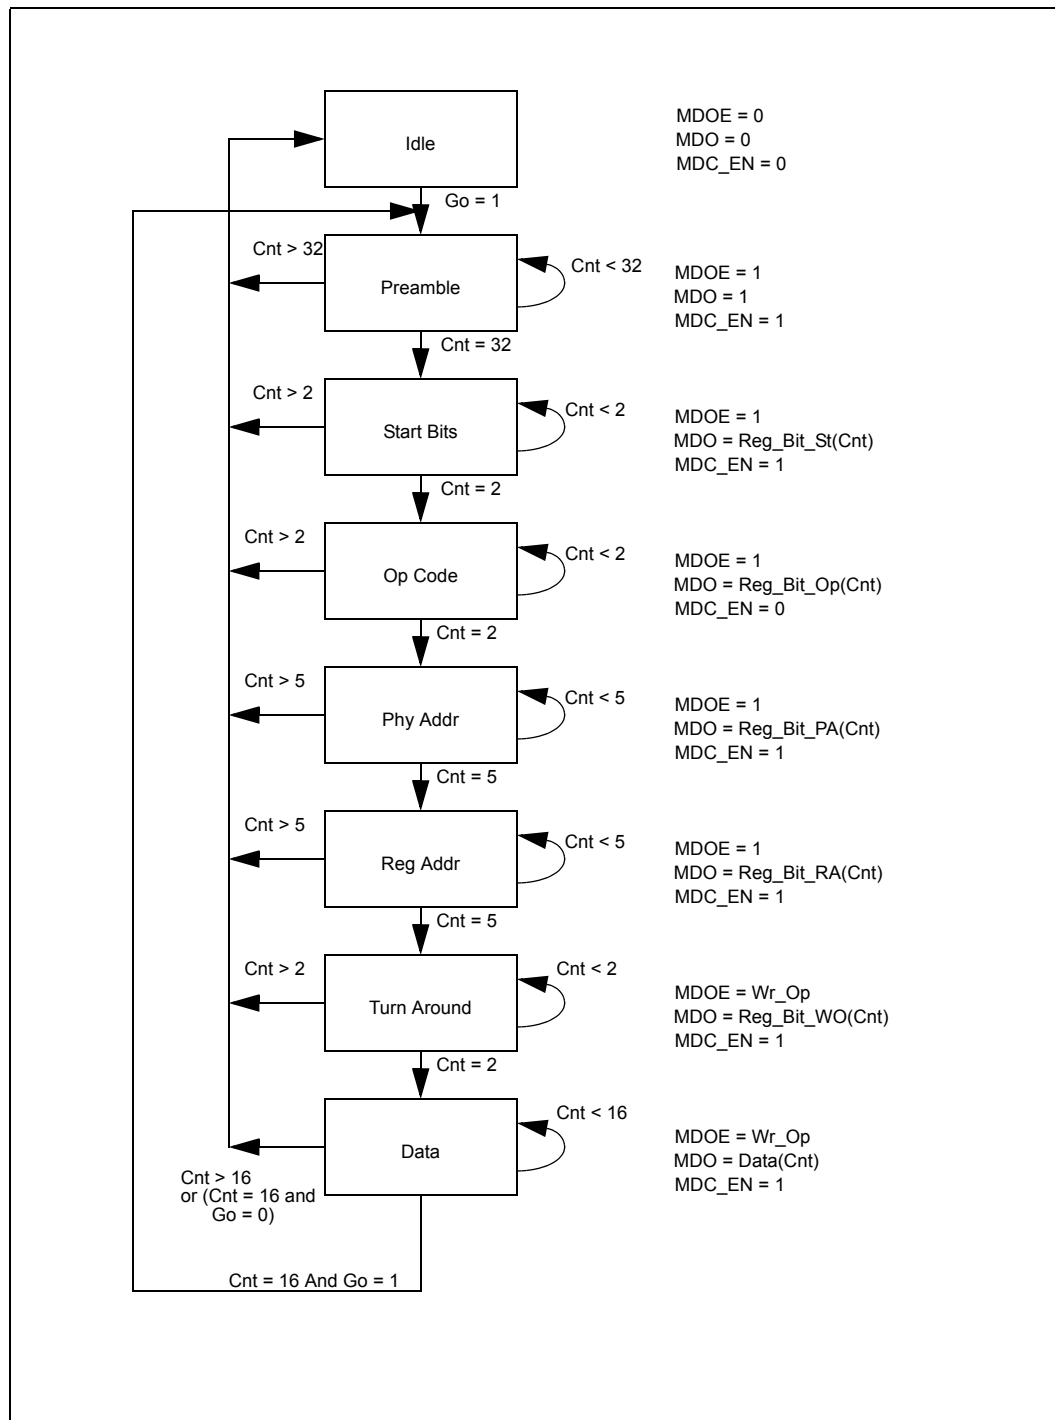 Idle
MDOE = 0
MDO = 0
MDC_EN = 0
Go = 1
Cnt > 32
Preamble
Cnt < 32
MDOE = 1
MDO = 1
MDC_EN = 1
Cnt = 32
Cnt > 2
Start Bits
Cnt < 2
MDOE = 1
MDO = Reg_Bit_St(Cnt)
MDC_EN = 1
Cnt = 2
Cnt > 2
Op Code
Cnt < 2
MDOE = 1
MDO = Reg_Bit_Op(Cnt)
MDC_EN = 0
Cnt = 2
Cnt > 5
Phy Addr
Cnt < 5
MDOE = 1
MDO = Reg_Bit_PA(Cnt)
MDC_EN = 1
Cnt = 5
Cnt > 5
Reg Addr
Cnt < 5
MDOE = 1
MDO = Reg_Bit_RA(Cnt)
MDC_EN = 1
Cnt = 5
Cnt > 2
Turn Around
Cnt < 2
MDOE = Wr_Op
MDO = Reg_Bit_WO(Cnt)
MDC_EN = 1
Cnt = 2
Data
Cnt < 16
MDOE = Wr_Op
MDO = Data(Cnt)
MDC_EN = 1
Cnt > 16
or (Cnt = 16 and
Go = 0)
Cnt = 16 And Go = 1